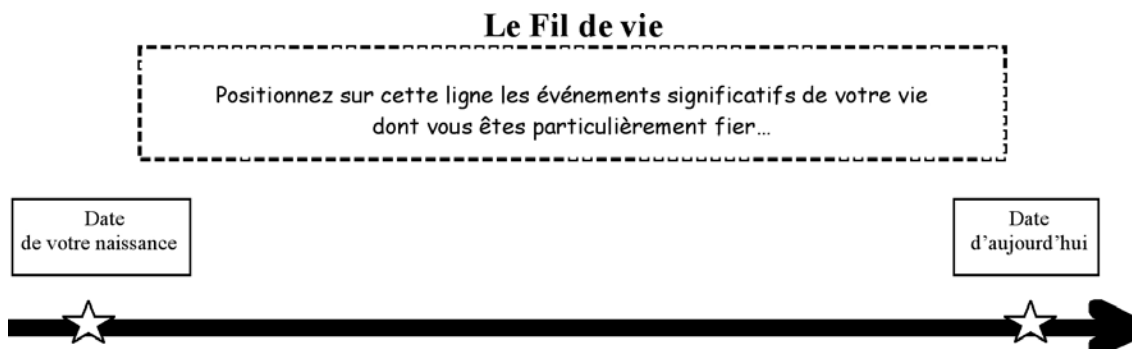 Le Fil de vie
Positionnez sur cette ligne les événements significatifs de votre vie
dont vous êtes particulièrement fier…
Date
de votre naissance
Date
d'aujourd'hui